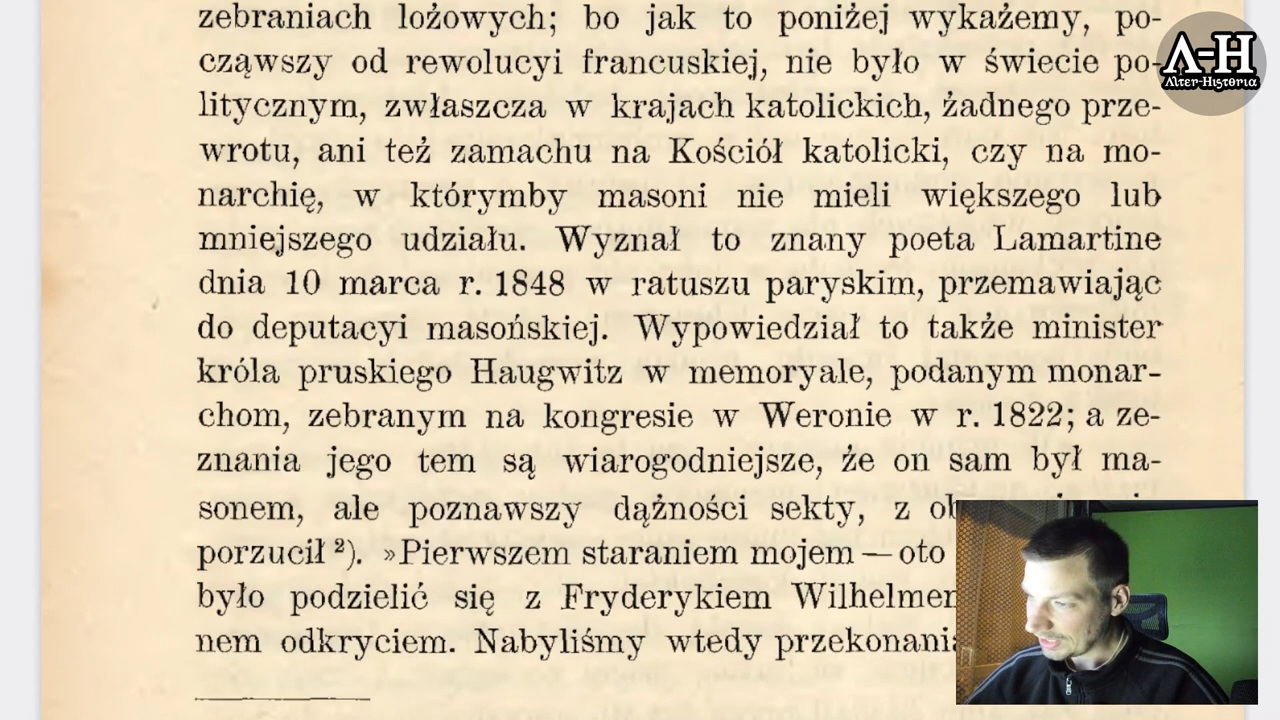 zebraniach lożowych; bo jak to poniżej wykażemy, po-
cząwszy od rewolucyi francuskiej, nie było w świecie po-
litycznym, zwłaszcza w krajach katolickich, żadnego prze-
wrotu, ani też zamachu na Kościół katolicki, czy na mo-
narchię, w którymby masoni nie mieli większego lub
mniejszego udziału. Wyznał to znany poeta Lamartine
dnia 10 marca r. 1848 w ratuszu paryskim, przemawiając
do deputacyi masońskiej. Wypowiedział to także minister
króla pruskiego Haugwitz w memoryale, podanym monar-
chom, zebranym na kongresie w Weronie w r. 1822; a ze-
znania jego tem są wiarogodniejsze, że on sam był ma-
sonem, ale poznawszy dążności sekty, z
porzucił ²). »Pierwszem staraniem mojem — oto
było podzielić się z Fryderykiem
nem odkryciem. Nabyliśmy wtedy
A-H
Alter-Historia